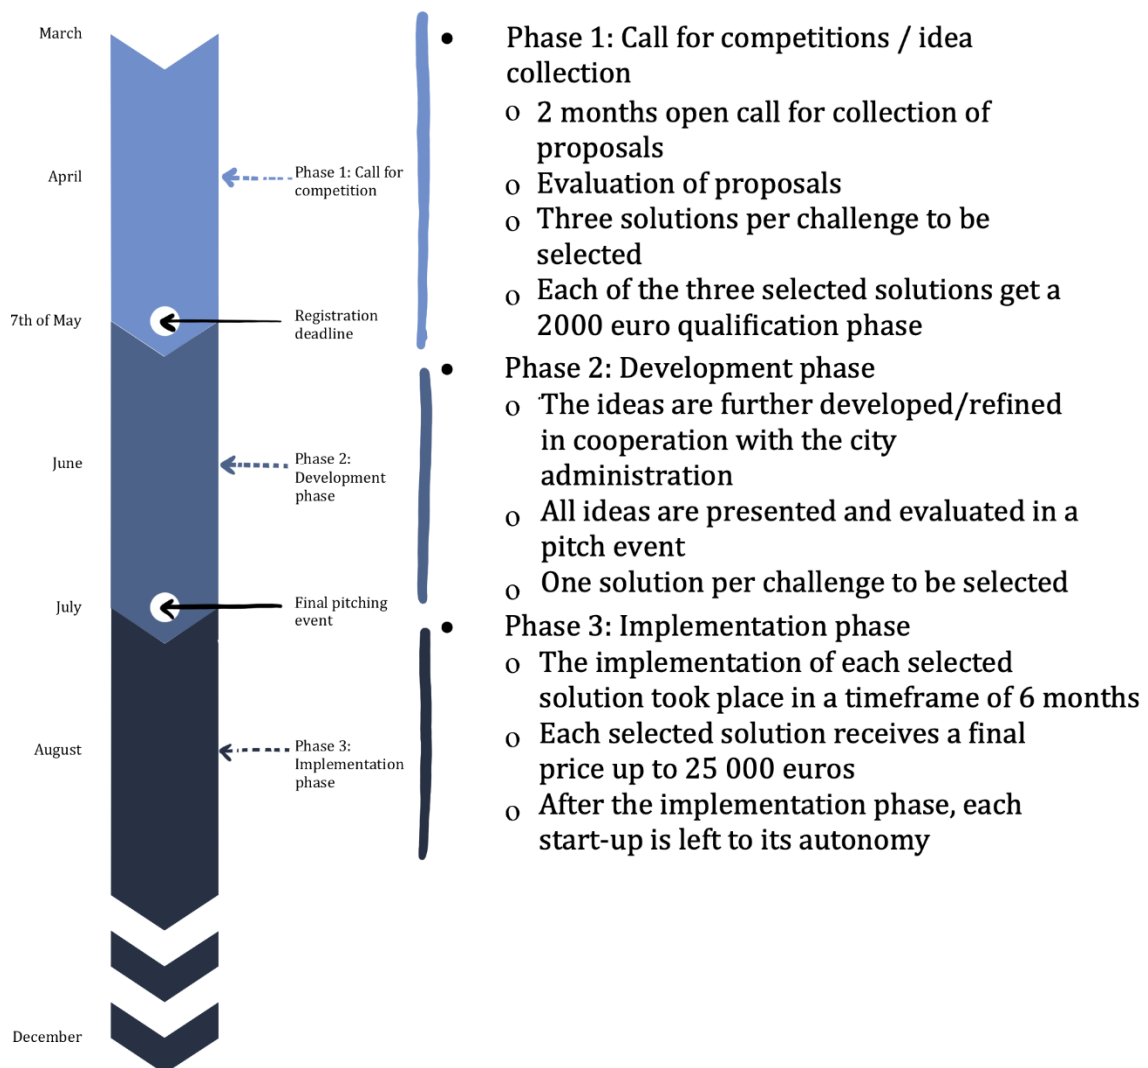 March
April
7th of May
June
July
August
December
Phase 1: Call for
competition
Registration
deadline
Phase 2:
Development
phase
Final pitching
event
Phase 3:
Implementation
phase
• Phase 1: Call for competitions / idea
collection
o 2 months open call for collection of
proposals
o Evaluation of proposals
o Three solutions per challenge to be
selected
o Each of the three selected solutions get a
2000 euro qualification phase
• Phase 2: Development phase
o The ideas are further developed/refined
in cooperation with the city
administration
o All ideas are presented and evaluated in a
pitch event
o One solution per challenge to be selected
• Phase 3: Implementation phase
o The implementation of each selected
solution took place in a timeframe of 6 months
o Each selected solution receives a final
price up to 25 000 euros
o After the implementation phase, each
start-up is left to its autonomy